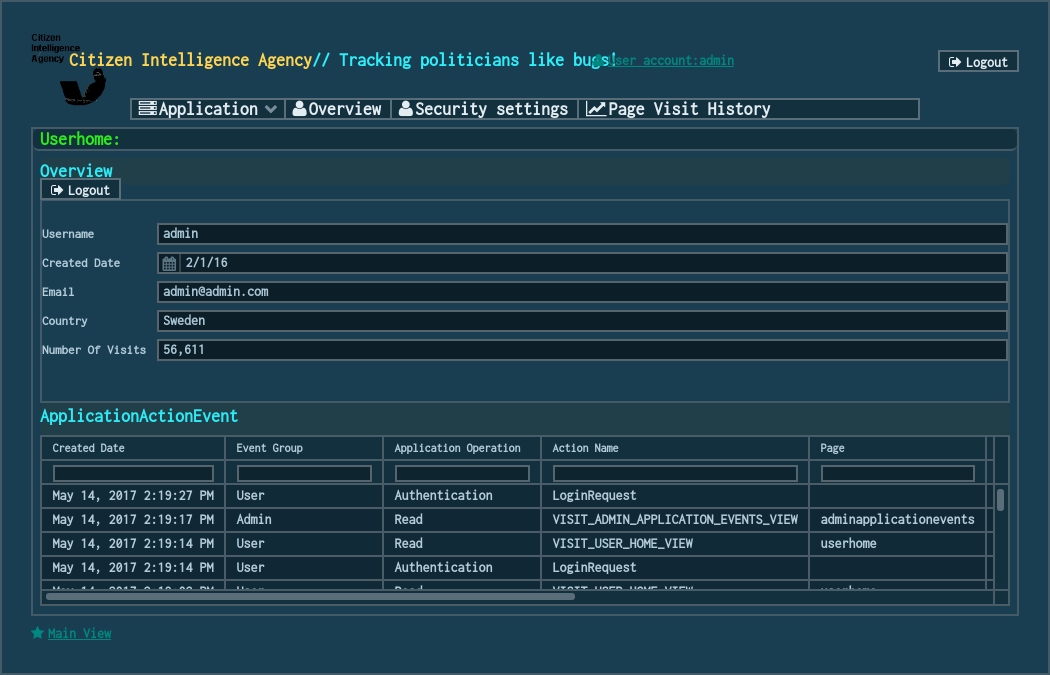 Citizen
Intelligence
Agency
Citizen Intelligence Agency// Tracking politicians like bugs!
User account:admin
Logout
Application Overview Security settings Page Visit History
Userhome:
Overview
Logout
Username admin
Created Date 2/1/16
Email admin@admin.com
Country Sweden
Number Of Visits 56,611
ApplicationActionEvent
Created Date Event Group Application Operation Action Name Page
May 14, 2017 2:19:27 PM User Authentication LoginRequest
May 14, 2017 2:19:17 PM Admin Read VISIT_ADMIN_APPLICATION_EVENTS_VIEW adminapplicationevents
May 14, 2017 2:19:14 PM User Read VISIT_USER_HOME_VIEW userhome
May 14, 2017 2:19:14 PM User Authentication LoginRequest
Main View